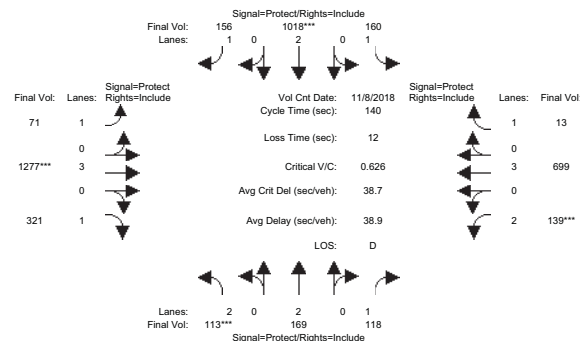 Signal=Protect/Rights=Include
Final Vol: 156 1018*** 160
Lanes: 1 0 2 0 1
Signal=Protect Signal=Protect
Final Vol: Lanes: Rights=Include Vol Cnt Date: 11/8/2018 Rights=Include Lanes: Final Vol:
Cycle Time (sec): 140
71 1 1 13
Loss Time (sec): 12
0 0
1277*** 3 Critical V/C: 0.626 3 699
0 Avg Crit Del (sec/veh): 38.7 0
321 1 Avg Delay (sec/veh): 38.9 2 139***
LOS: D
Lanes: 2 0 2 0 1
Final Vol: 113*** 169 118
Signal=Protect/Rights=Include